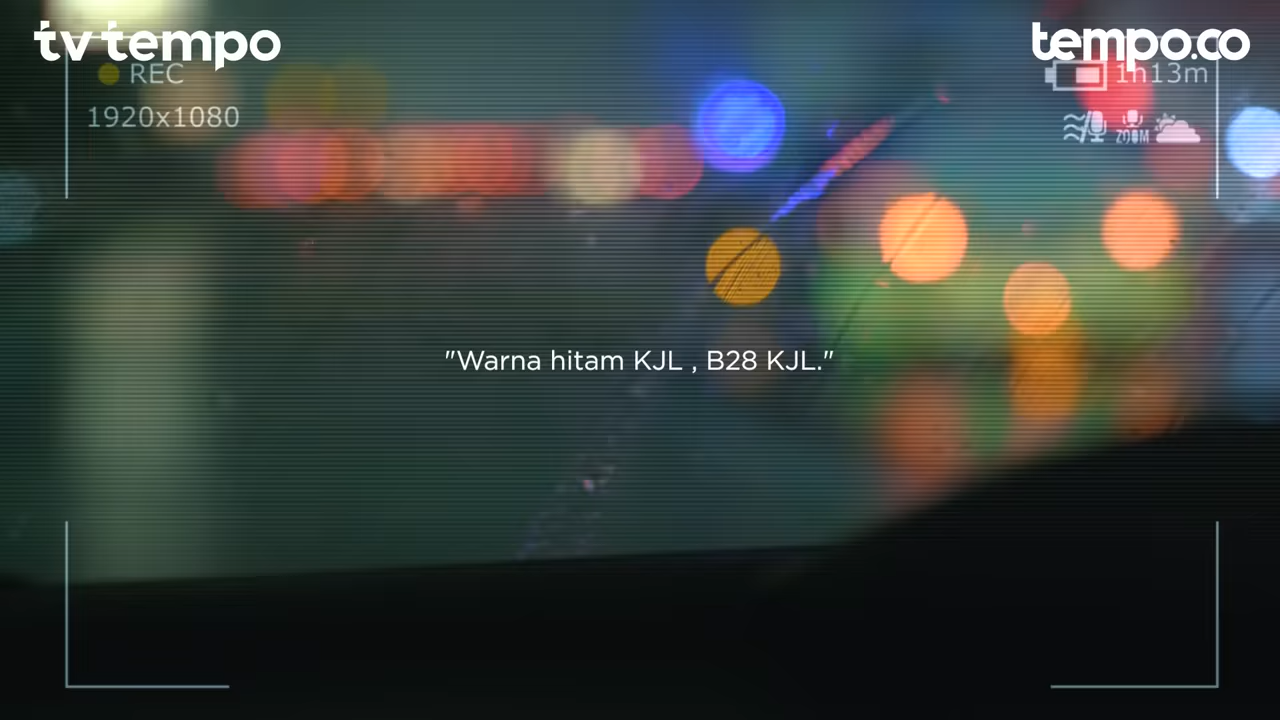 tv tempo
tempo.co
REC
1h13m
1920x1080
ZOOM
"Warna hitam KJL , B28 KJL."